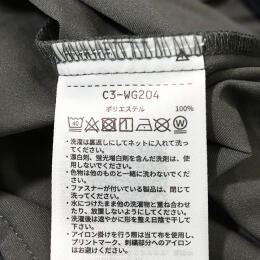 C3-WG204
ポリエステル 100%
40
・洗濯は裏返しにしてネットに入れて洗っ
てください。
・漂白剤、蛍光増白剤を含んだ洗剤は、使用
しないでください。
・色物は他のものと一緒に洗わないでください。
・ファスナーが付いている製品は、閉じて
洗ってください。
・水につけたまま他の洗濯物と重ね合わせ
たり、放置しないようにしてください。
・洗濯後は速やかに形を整え日陰で干して
ください。
・アイロン掛けを行う際は当て布を使用し、
プリントマーク、刺繍部分へのアイロン
はお避けください。